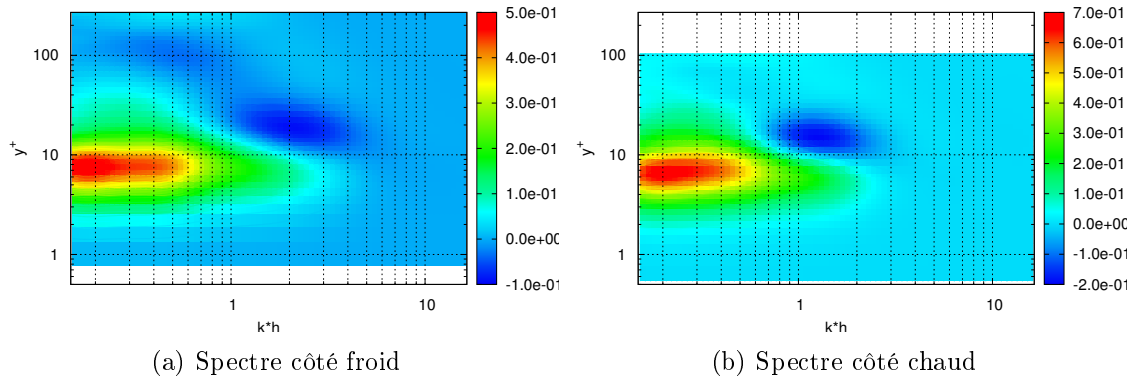 100
10
1
y+
1
10
k*h
5.0e-01
4.0e-01
3.0e-01
2.0e-01
1.0e-01
0.0e+00
-1.0e-01
(a) Spectre côté froid
100
10
1
y+
1
10
k*h
7.0e-01
6.0e-01
5.0e-01
4.0e-01
3.0e-01
2.0e-01
1.0e-01
0.0e+00
-1.0e-01
-2.0e-01
(b) Spectre côté chaud